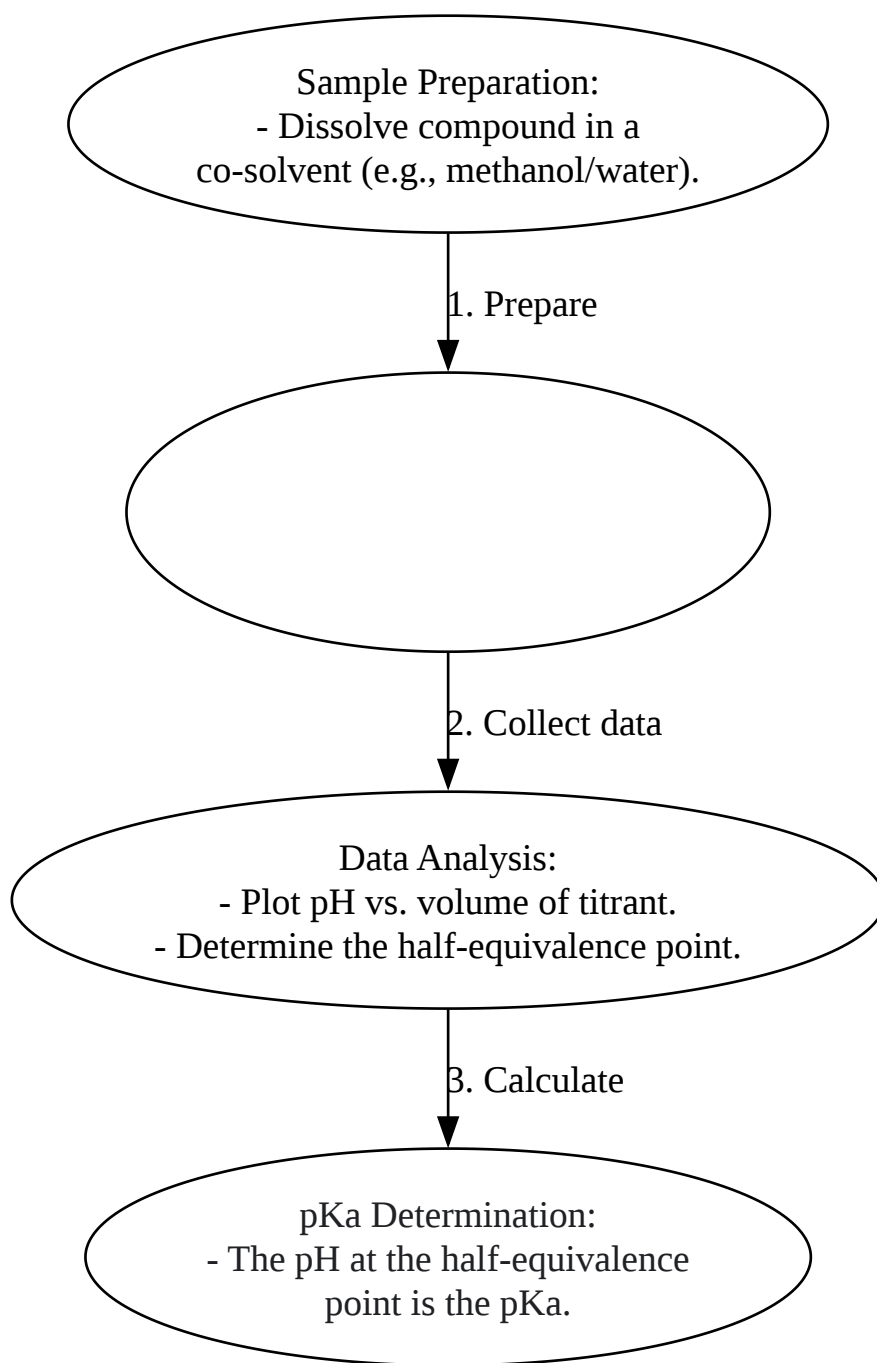 Sample Preparation:
- Dissolve compound in a
co-solvent (e.g., methanol/water).
1. Prepare
2. Collect data
Data Analysis:
- Plot pH vs. volume of titrant.
- Determine the half-equivalence point.
3. Calculate
pKa Determination:
- The pH at the half-equivalence
point is the pKa.